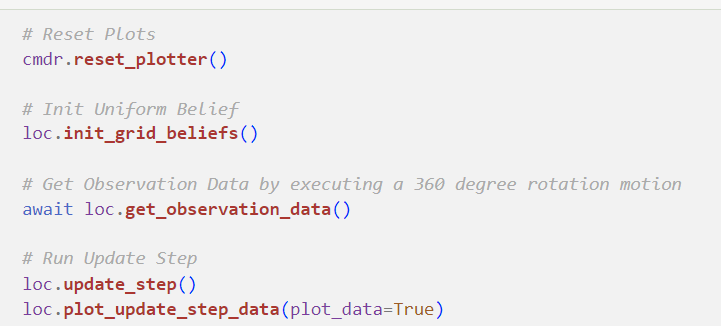 # Reset Plots
cmdr.reset_plotter()
# Init Uniform Belief
loc.init_grid_beliefs()
# Get Observation Data by executing a 360 degree rotation motion
await loc.get_observation_data()
# Run Update Step
loc.update_step()
loc.plot_update_step_data(plot_data=True)